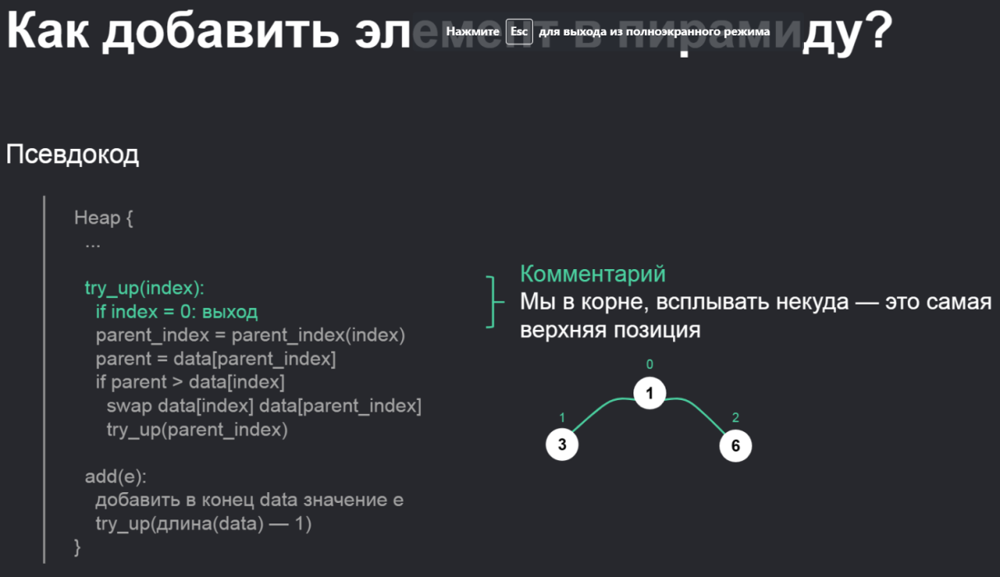 Как добавить элемент в пирамиду?
Нажмите Esc для выхода из полноэкранного режима
Псевдокод
Heap {
...
try_up(index):
if index = 0: выход
parent_index = parent_index(index)
parent = data[parent_index]
if parent > data[index]
swap data[index] data[parent_index]
try_up(parent_index)
add(e):
добавить в конец data значение e
try_up(длина(data) — 1)
}
Комментарий
Мы в корне, всплывать некуда — это самая
верхняя позиция
0
1
1 2
3 6